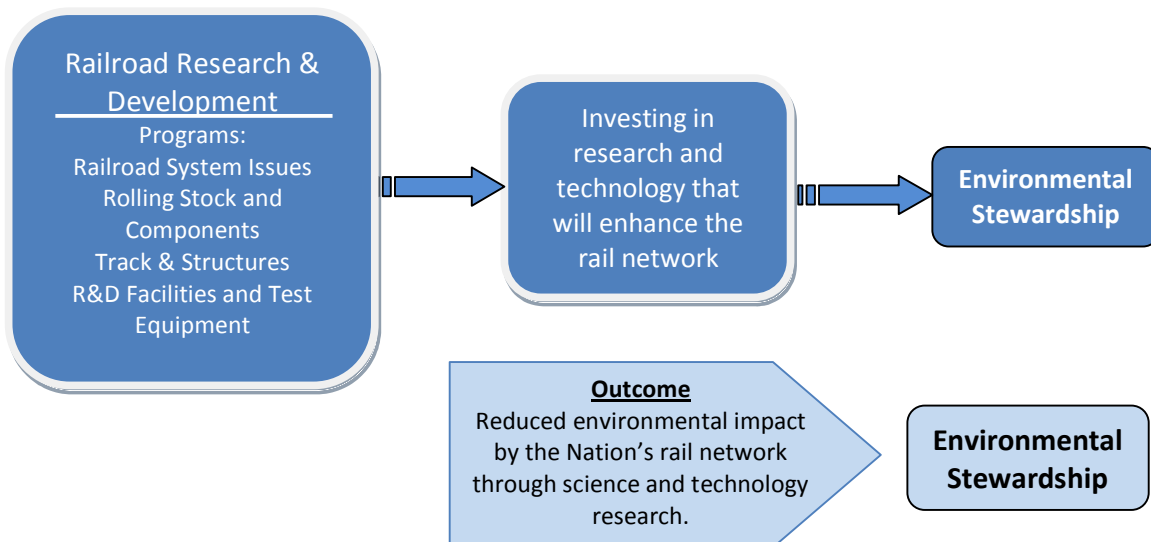 Railroad Research &
Development
Programs:
Railroad System Issues
Rolling Stock and
Components
Track & Structures
R&D Facilities and Test
Equipment
Investing in
research and
technology that
will enhance the
rail network
Environmental
Stewardship
Outcome
Reduced environmental impact
by the Nation’s rail network
through science and technology
research.
Environmental
Stewardship